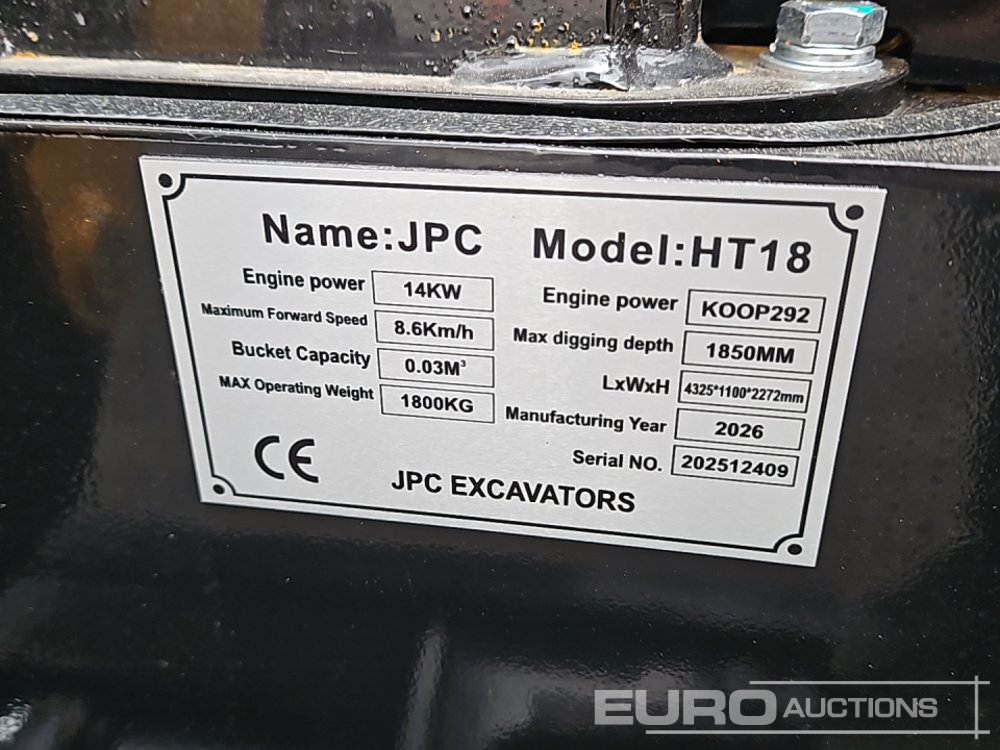 Name:JPC Model:HT18
Engine power 14KW
Maximum Forward Speed 8.6Km/h
Bucket Capacity 0.03M³
MAX Operating Weight 1800KG
Engine power KOOP292
Max digging depth 1850MM
LxWxH 4325*1100*2272mm
Manufacturing Year 2026
Serial NO. 202512409
CE
JPC EXCAVATORS
EURO AUCTIONS